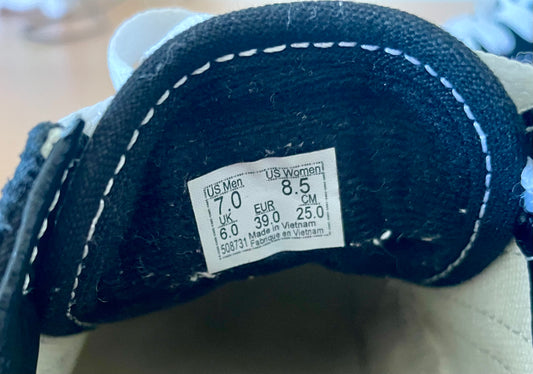 US Men US Women
7.0 8.5
UK EUR CM
6.0 39.0 25.0
508731 Made in Vietnam
Fabrique en Vietnam